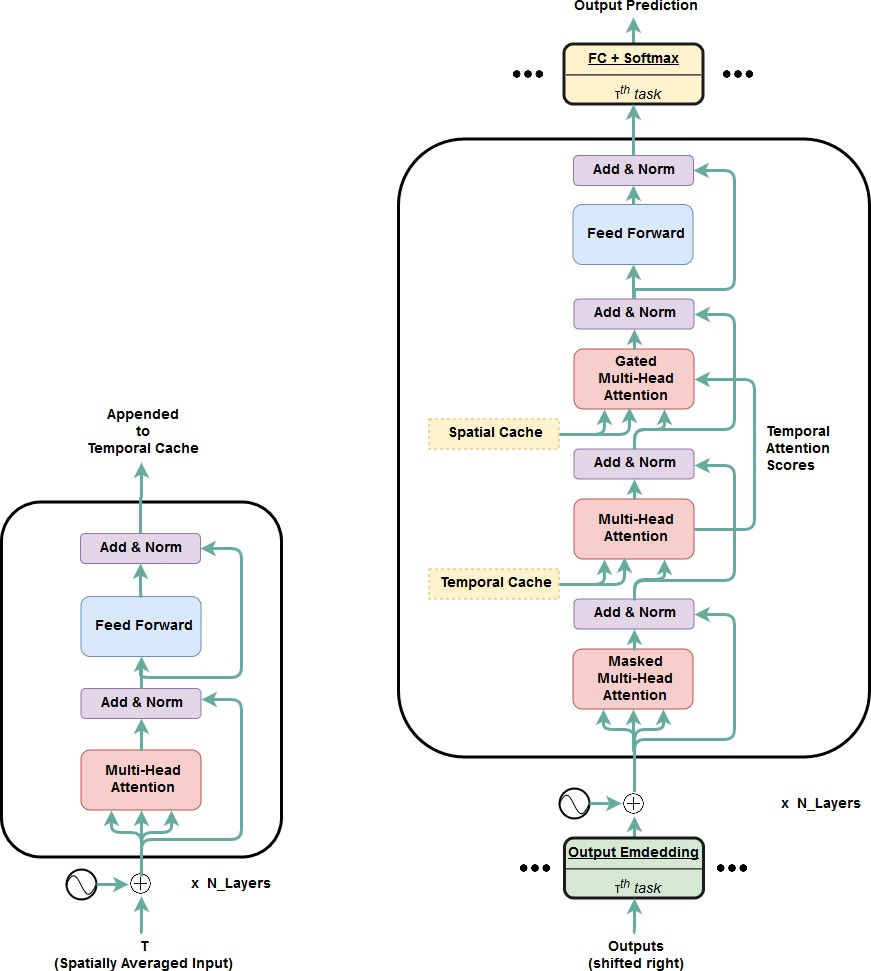 Output Prediction
FC + Softmax
τth task
Add & Norm
Feed Forward
Add & Norm
Gated
Multi-Head
Attention
Spatial Cache
Temporal
Attention
Scores
Add & Norm
Multi-Head
Attention
Temporal Cache
Add & Norm
Masked
Multi-Head
Attention
x N_Layers
Output Emdedding
τth task
Outputs
(shifted right)
Appended
to
Temporal Cache
Add & Norm
Feed Forward
Add & Norm
Multi-Head
Attention
x N_Layers
T
(Spatially Averaged Input)